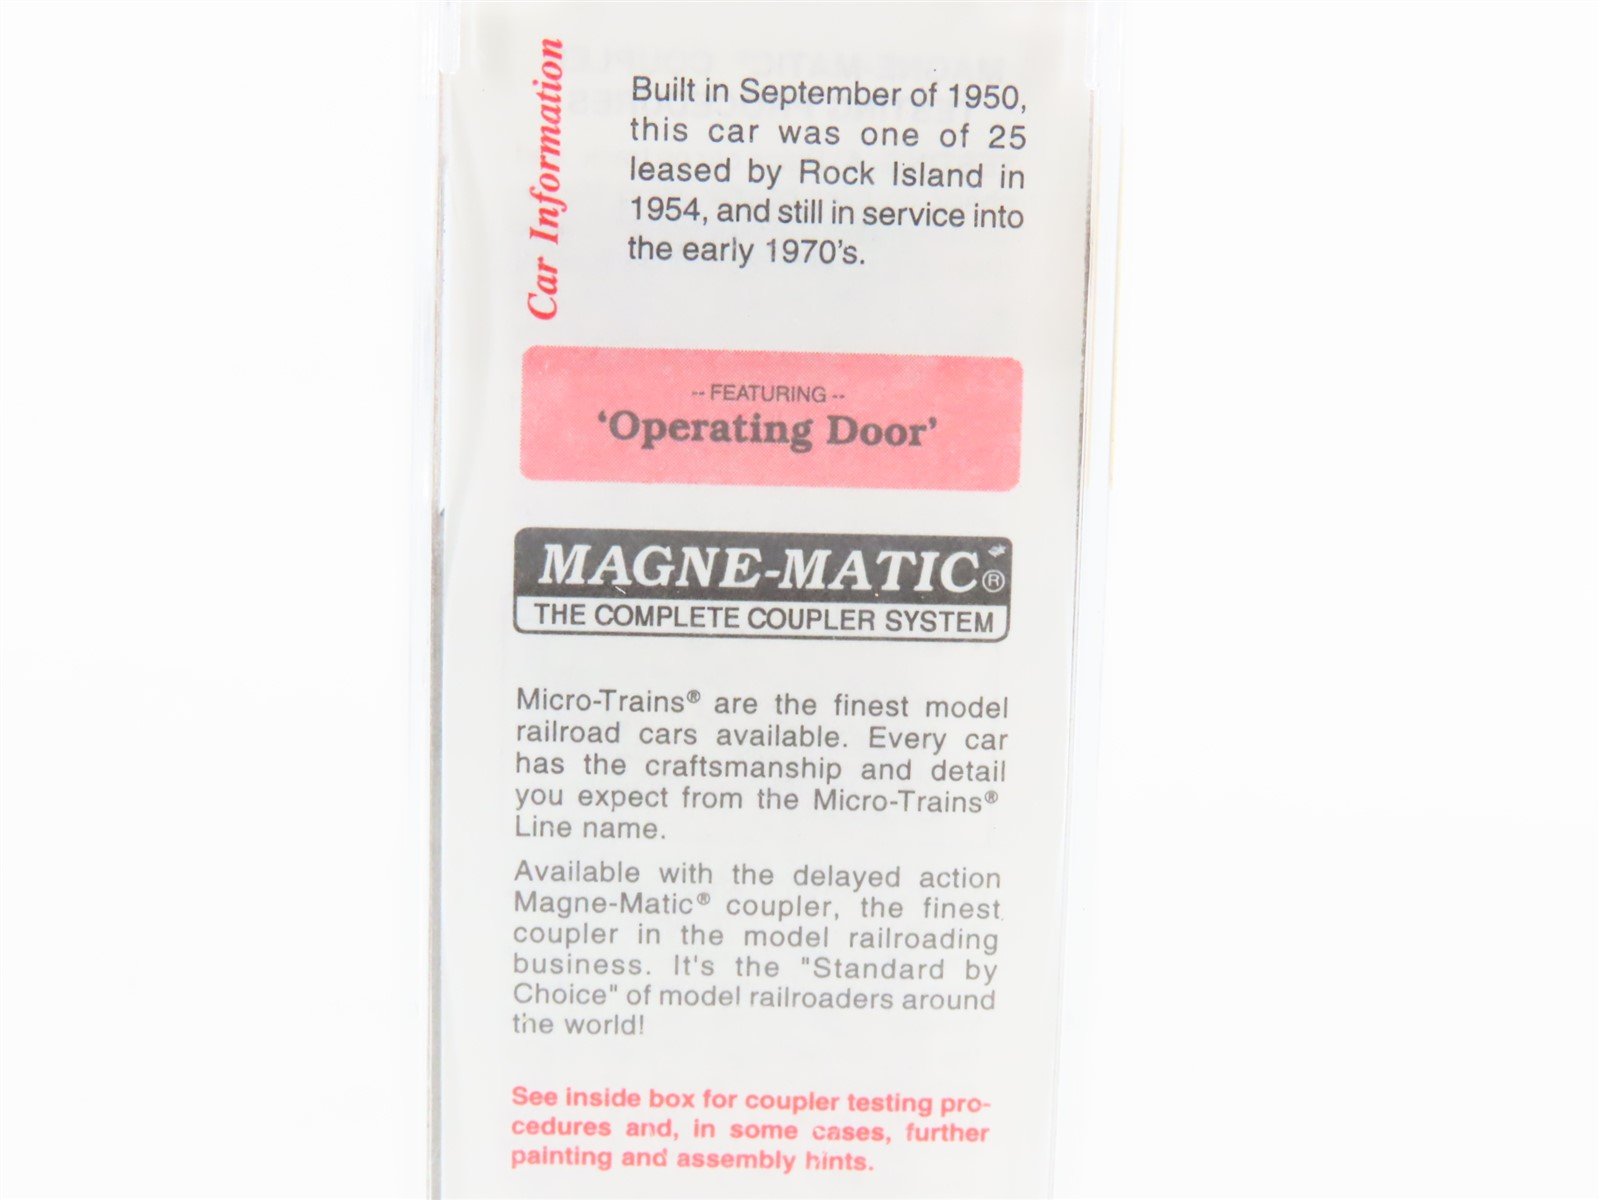 Car Information
Built in September of 1950,
this car was one of 25
leased by Rock Island in
1954, and still in service into
the early 1970's.
-- FEATURING --
'Operating Door'
MAGNE-MATIC®
THE COMPLETE COUPLER SYSTEM
Micro-Trains® are the finest model
railroad cars available. Every car
has the craftsmanship and detail
you expect from the Micro-Trains®
Line name.
Available with the delayed action
Magne-Matic® coupler, the finest
coupler in the model railroading
business. It's the "Standard by
Choice" of model railroaders around
the world!
See inside box for coupler testing pro-
cedures and, in some cases, further
painting and assembly hints.